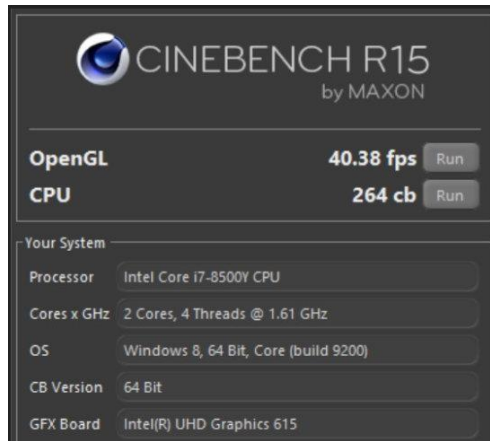 CINEBENCH R15
by MAXON
OpenGL 40.38 fps Run
CPU 264 cb Run
Your System
Processor Intel Core i7-8500Y CPU
Cores x GHz 2 Cores, 4 Threads @ 1.61 GHz
OS Windows 8, 64 Bit, Core (build 9200)
CB Version 64 Bit
GFX Board Intel(R) UHD Graphics 615